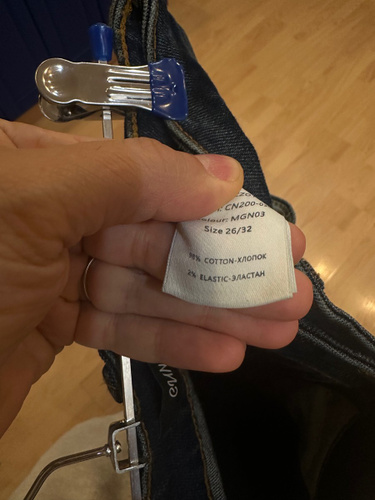 CN200-0
MGN03
Size 26/32
98% COTTON-ХЛОПОК
2% ELASTIC-ЭЛАСТАН